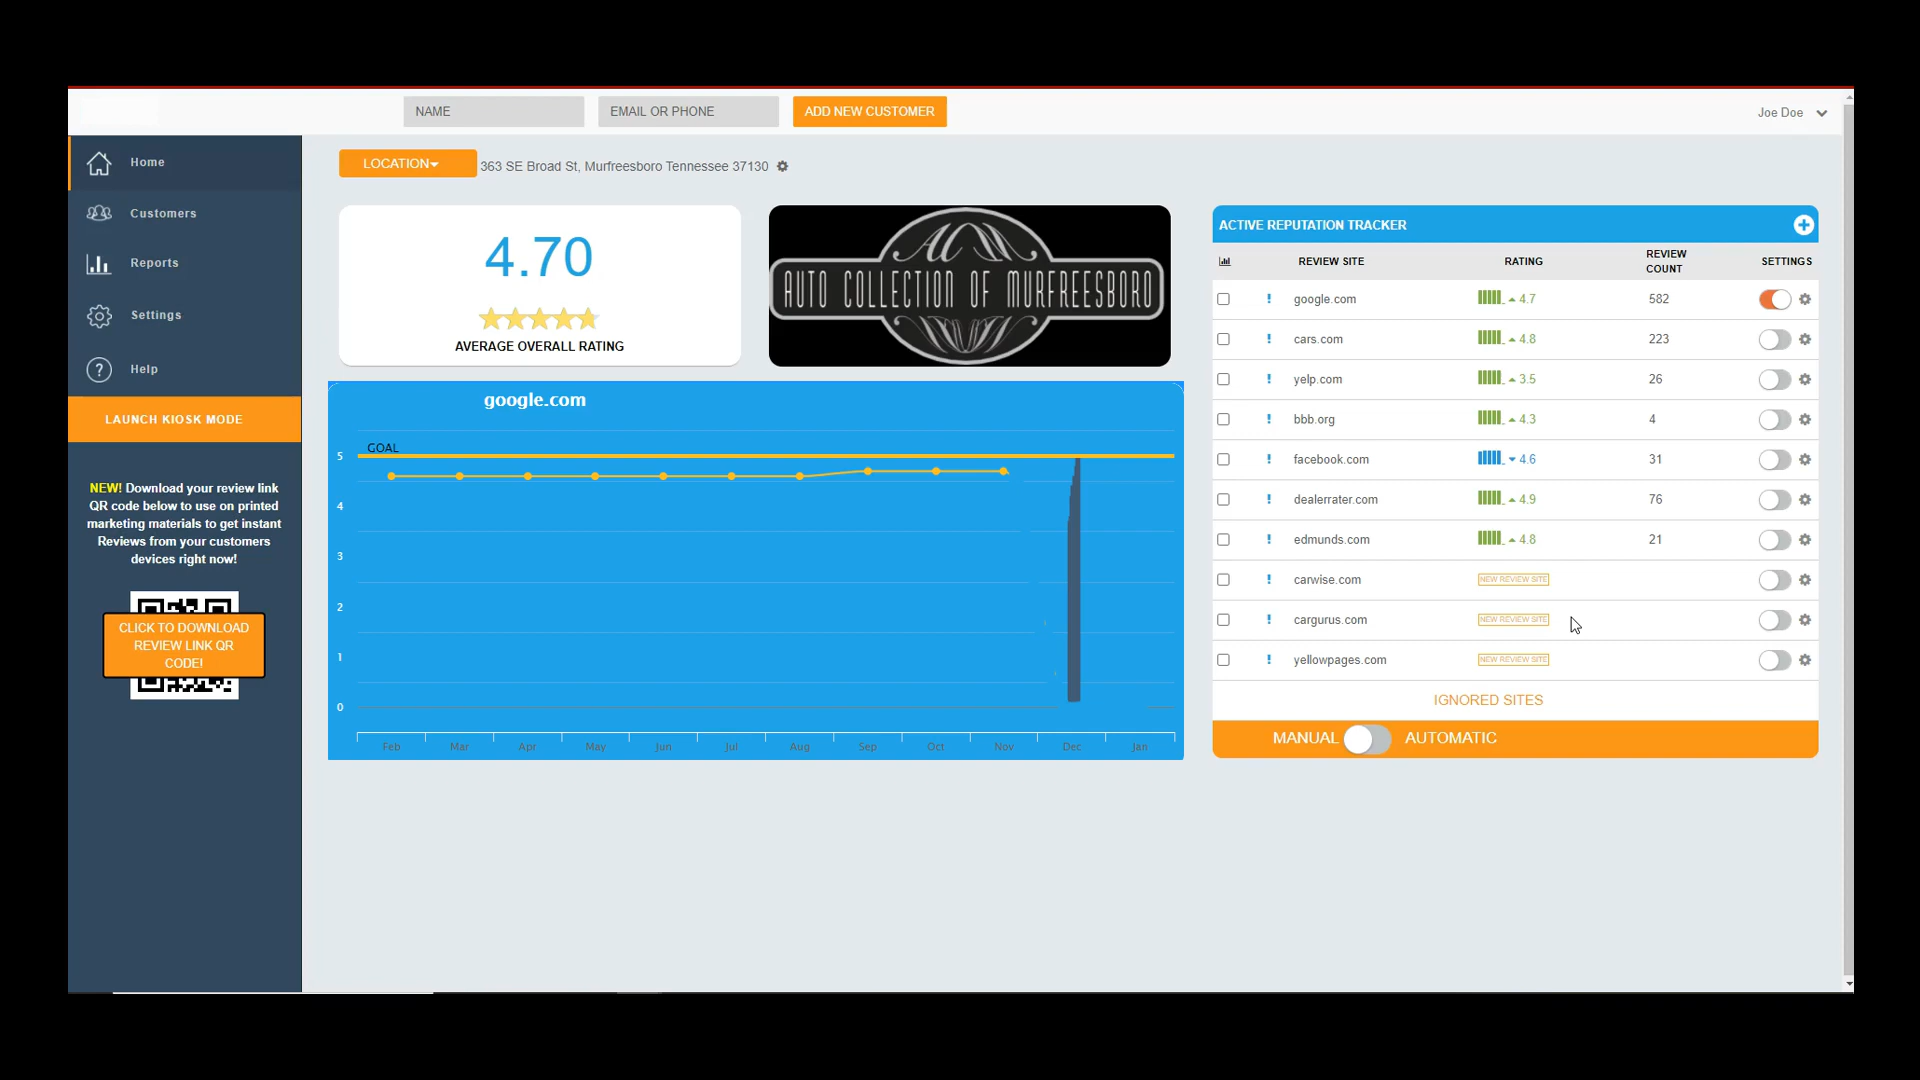 NAME
EMAIL OR PHONE
ADD NEW CUSTOMER
Joe Doe
Home
Customers
Reports
Settings
Help
LAUNCH KIOSK MODE
NEW! Download your review link
QR code below to use on printed
marketing materials to get instant
Reviews from your customers
devices right now!
CLICK TO DOWNLOAD
REVIEW LINK QR
CODE!
LOCATION
363 SE Broad St, Murfreesboro Tennessee 37130
4.70
AVERAGE OVERALL RATING
ACM
AUTO COLLECTION OF MURFREESBORO
google.com
GOAL
5
4
3
2
1
0
Feb Mar Apr May Jun Jul Aug Sep Oct Nov Dec Jan
ACTIVE REPUTATION TRACKER
REVIEW SITE RATING REVIEW COUNT SETTINGS
google.com 4.7 582
cars.com 4.8 223
yelp.com 3.5 26
bbb.org 4.3 4
facebook.com 4.6 31
dealerrater.com 4.9 76
edmunds.com 4.8 21
carwise.com NEW REVIEW SITE
cargurus.com NEW REVIEW SITE
yellowpages.com NEW REVIEW SITE
IGNORED SITES
MANUAL AUTOMATIC